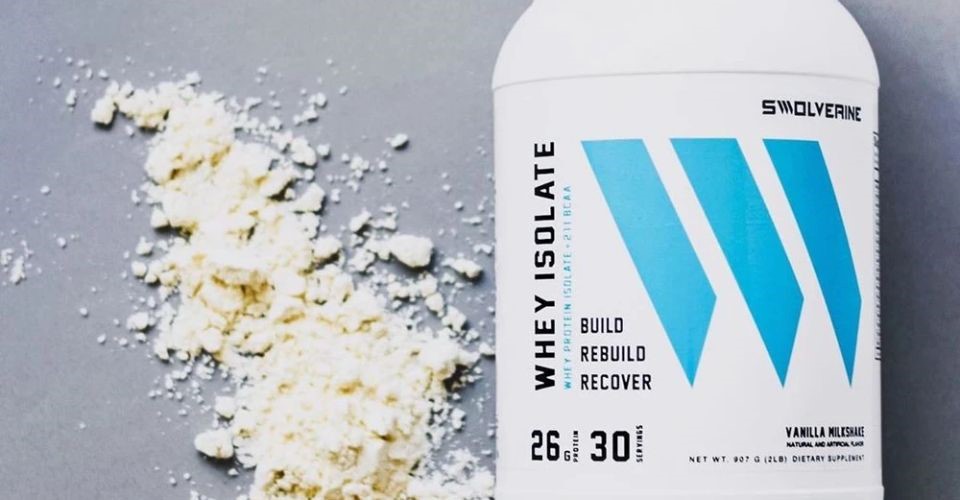 SWOLVERINE
WHEY ISOLATE
WHEY PROTEIN ISOLATE + 2:1:1 BCAA
BUILD
REBUILD
RECOVER
26G PROTEIN
30 SERVINGS
VANILLA MILKSHAKE
NATURAL AND ARTIFICIAL FLAVOR
NET WT. 907 G (2LB) DIETARY SUPPLEMENT